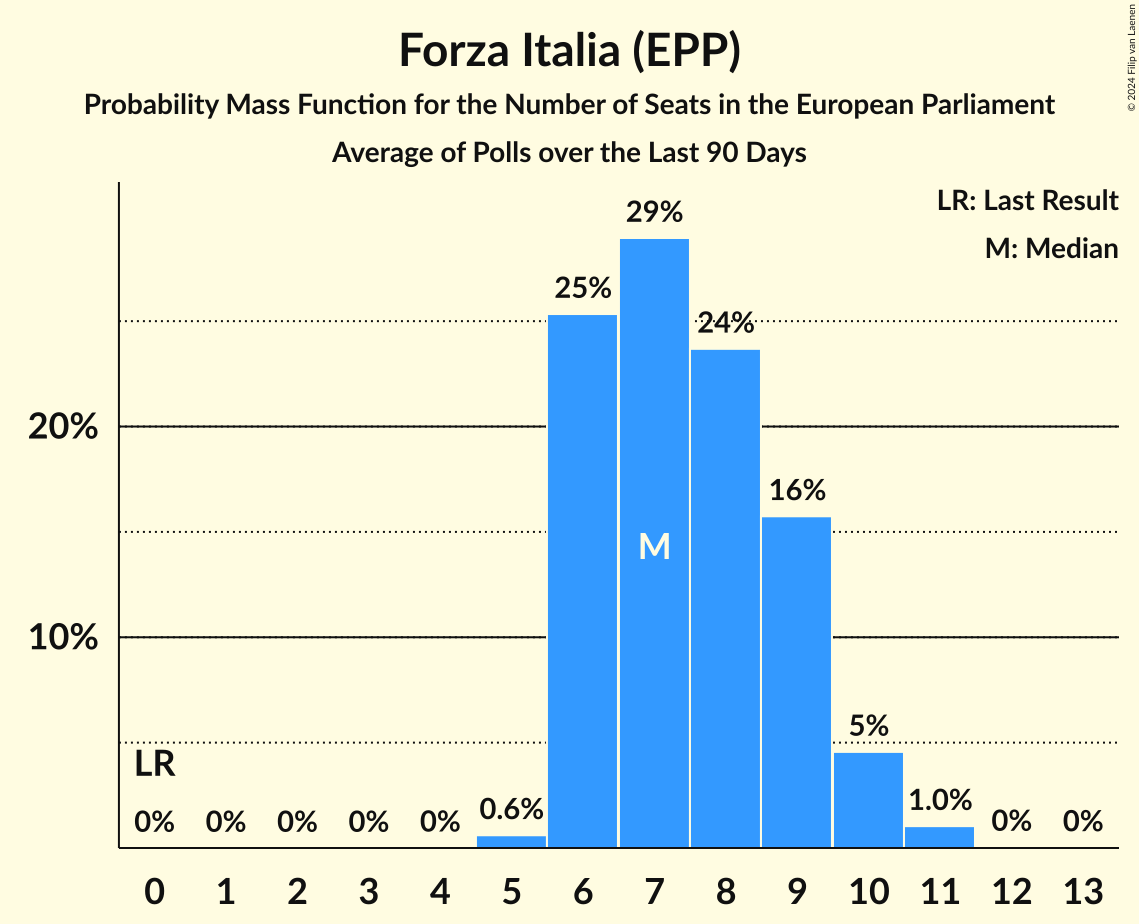 Forza Italia (EPP)
Probability Mass Function for the Number of Seats in the European Parliament
Average of Polls over the Last 90 Days
© 2024 Filip van Laenen
LR: Last Result
M: Median
29%
25%
24%
20%
16%
M
10%
5%
LR
0% 0% 0% 0% 0% 0.6% 1.0% 0% 0%
0 1 2 3 4 5 6 7 8 9 10 11 12 13